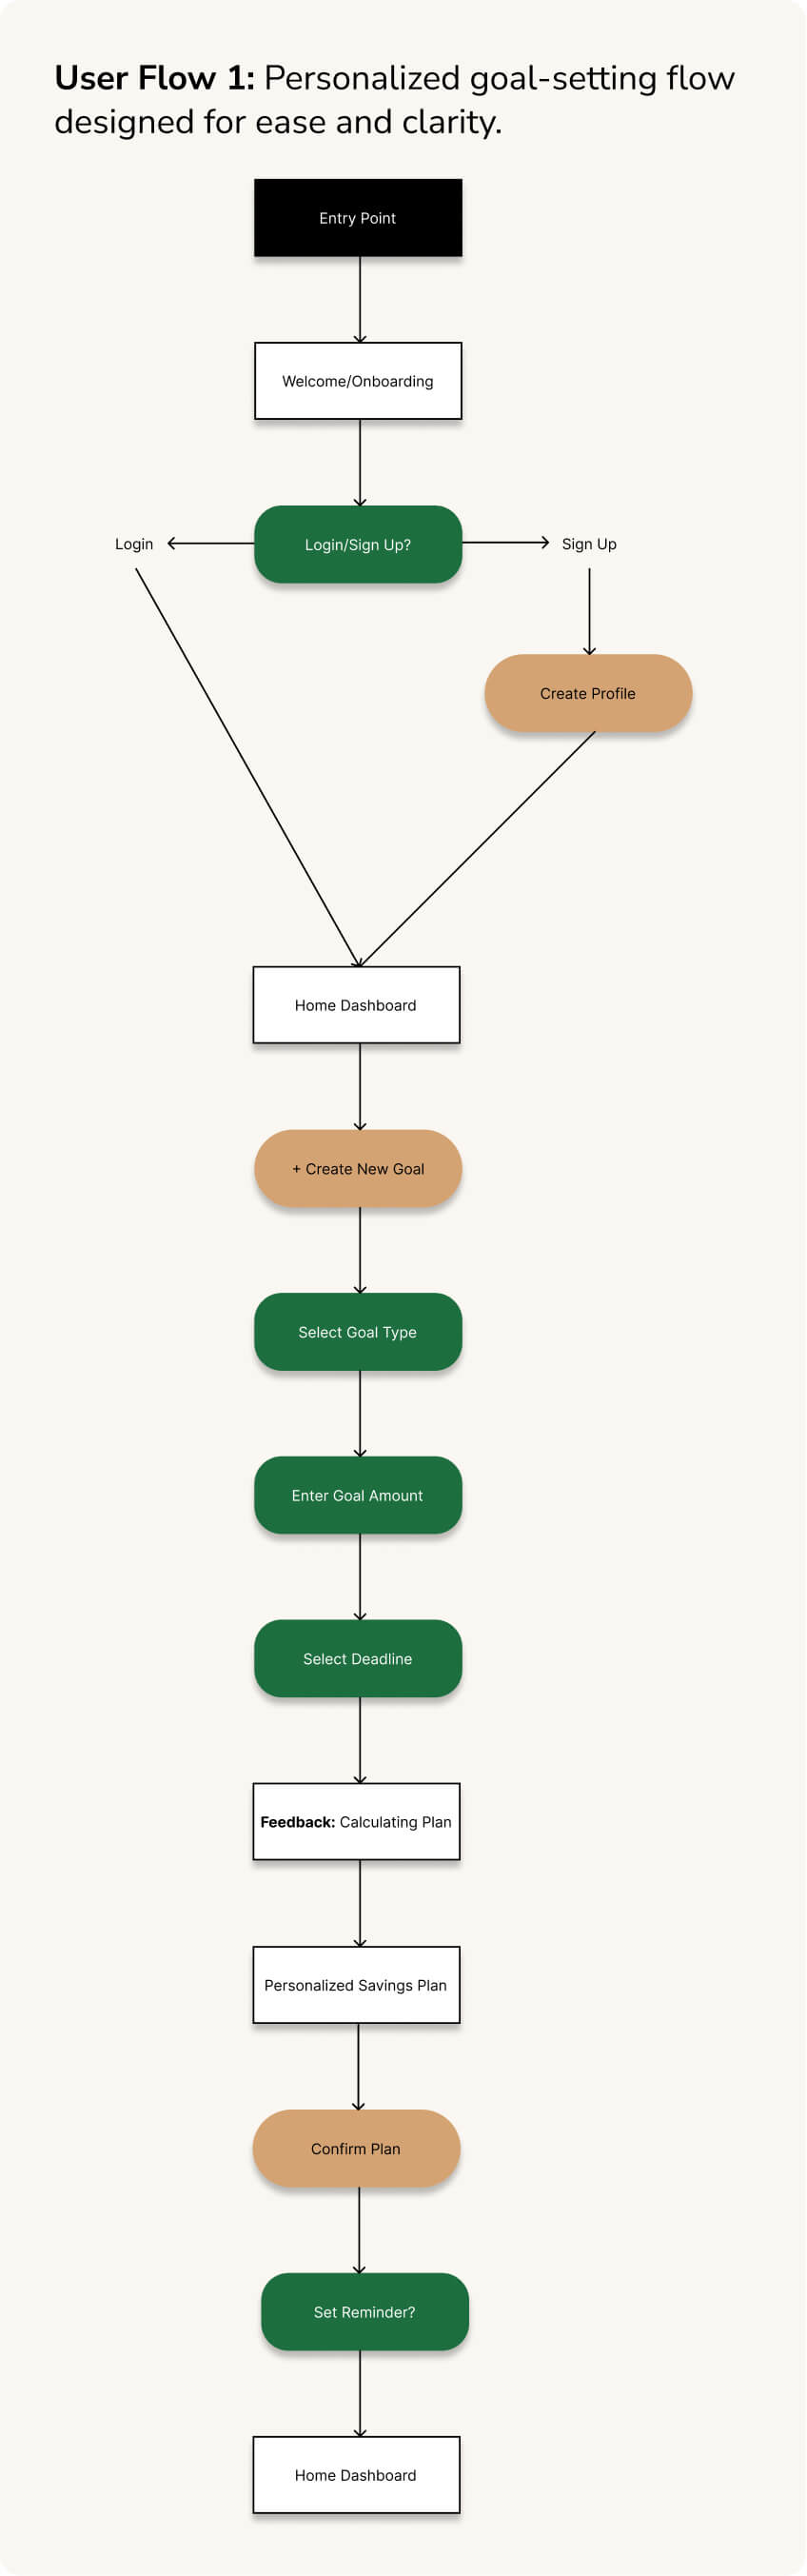 User Flow 1: Personalized goal-setting flow
designed for ease and clarity.
Entry Point
Welcome/Onboarding
Login
Login/Sign Up?
Sign Up
Create Profile
Home Dashboard
+ Create New Goal
Select Goal Type
Enter Goal Amount
Select Deadline
Feedback: Calculating Plan
Personalized Savings Plan
Confirm Plan
Set Reminder?
Home Dashboard